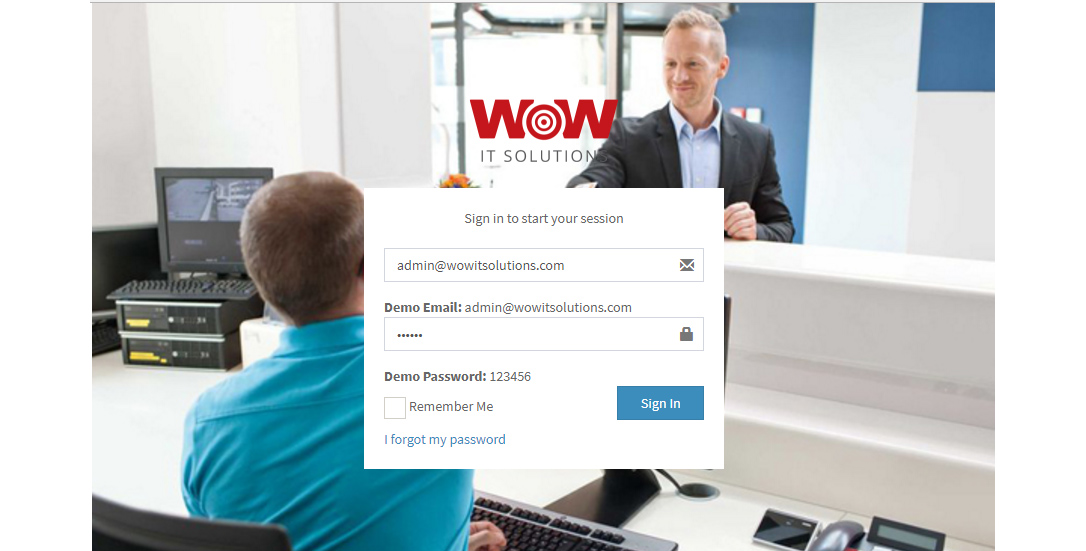 WOW
IT SOLUTIONS
Sign in to start your session
admin@wowitsolutions.com
Demo Email: admin@wowitsolutions.com
••••••
Demo Password: 123456
Remember Me
Sign In
I forgot my password